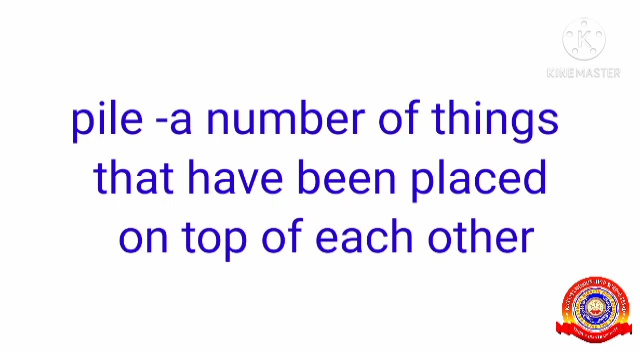 KINEMASTER
pile -a number of things
that have been placed
on top of each other